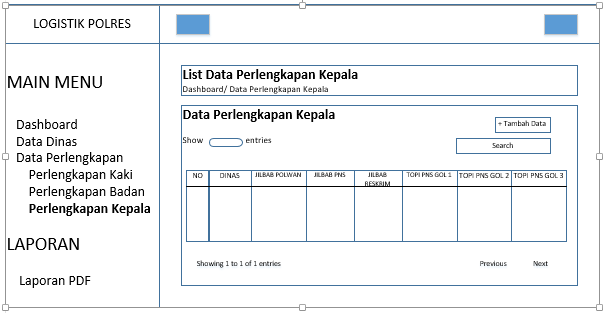 LOGISTIK POLRES
MAIN MENU
Dashboard
Data Dinas
Data Perlengkapan
Perlengkapan Kaki
Perlengkapan Badan
Perlengkapan Kepala
LAPORAN
Laporan PDF
List Data Perlengkapan Kepala
Dashboard/ Data Perlengkapan Kepala
Data Perlengkapan Kepala
+ Tambah Data
Show entries
Search
NO DINAS JILBAB POLWAN JILBAB PNS JILBAB RESKRIM TOPI PNS GOL 1 TOPI PNS GOL 2 TOPI PNS GOL 3
Showing 1 to 1 of 1 entries Previous Next